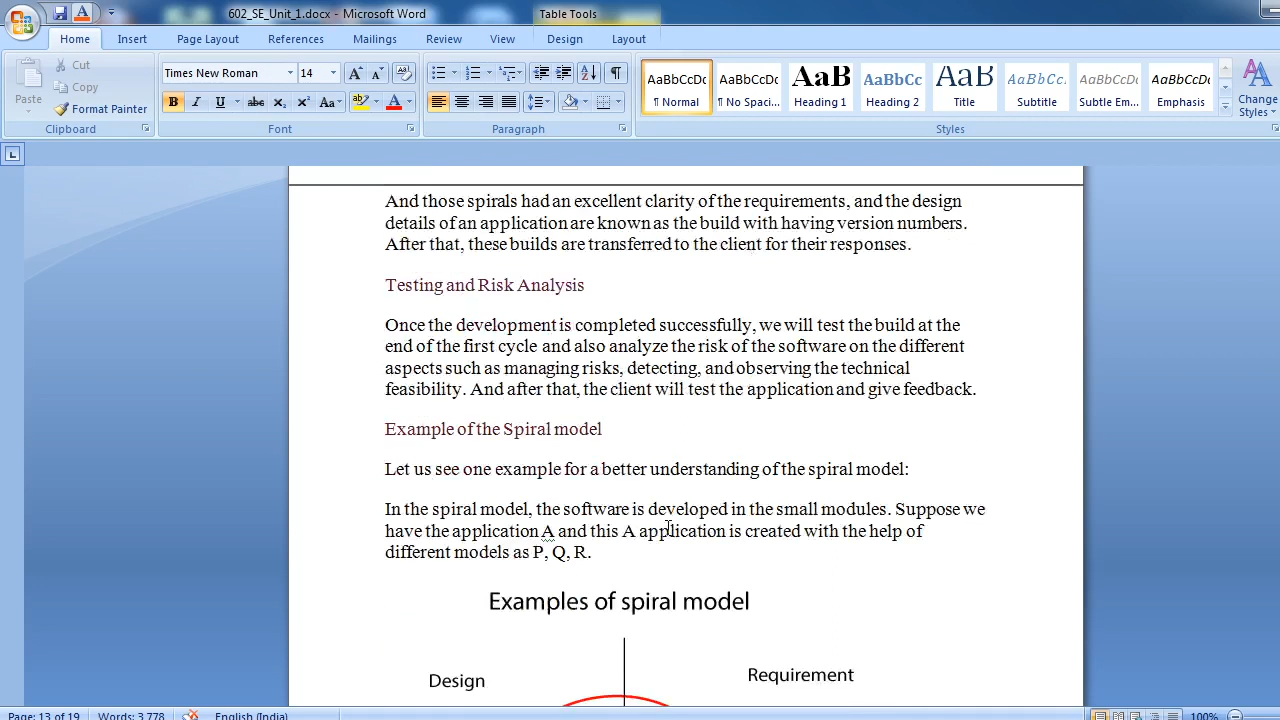 602_SE_Unit_1.docx - Microsoft Word
Table Tools
Home Insert Page Layout References Mailings Review View Design Layout
Paste
Cut
Copy
Format Painter
Clipboard
Times New Roman 14
B I U abc x₂ x² Aa
Font
Paragraph
AaBbCcDc AaBbCcDc AaB AaBbCc AaB AaBbCcI AaBbCcDc AaBbCcDc
¶ Normal ¶ No Spaci... Heading 1 Heading 2 Title Subtitle Subtle Em... Emphasis
Change
Styles
Styles
And those spirals had an excellent clarity of the requirements, and the design
details of an application are known as the build with having version numbers.
After that, these builds are transferred to the client for their responses.
Testing and Risk Analysis
Once the development is completed successfully, we will test the build at the
end of the first cycle and also analyze the risk of the software on the different
aspects such as managing risks, detecting, and observing the technical
feasibility. And after that, the client will test the application and give feedback.
Example of the Spiral model
Let us see one example for a better understanding of the spiral model:
In the spiral model, the software is developed in the small modules. Suppose we
have the application A and this A application is created with the help of
different models as P, Q, R.
Examples of spiral model
Design
Requirement
Page: 13 of 19 Words: 3,778 English (India) 100%